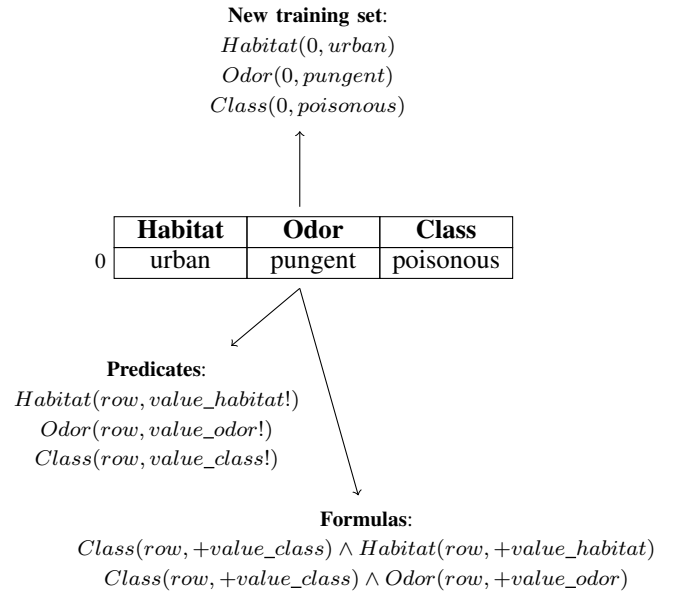 New training set:
Habitat(0, urban)
Odor(0, pungent)
Class(0, poisonous)
Habitat Odor Class
0 urban pungent poisonous
Predicates:
Habitat(row, value_habitat!)
Odor(row, value_odor!)
Class(row, value_class!)
Formulas:
Class(row, +value_class) ∧ Habitat(row, +value_habitat)
Class(row, +value_class) ∧ Odor(row, +value_odor)